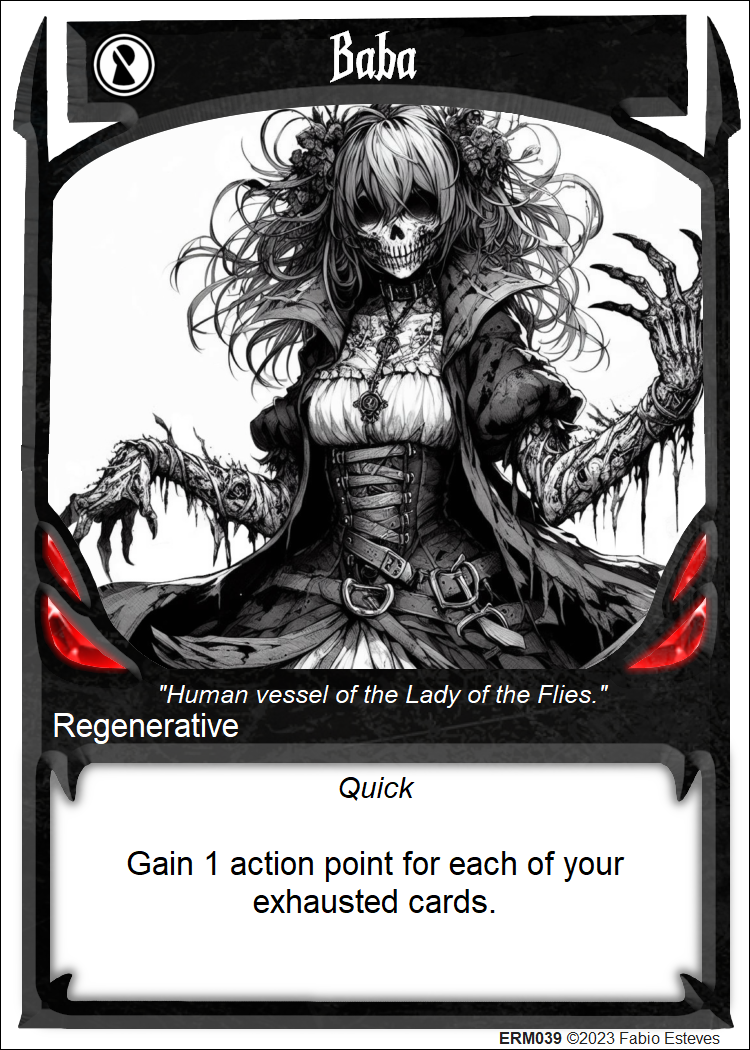 Baba
"Human vessel of the Lady of the Flies."
Regenerative
Quick
Gain 1 action point for each of your
exhausted cards.
ERM039 ©2023 Fabio Esteves